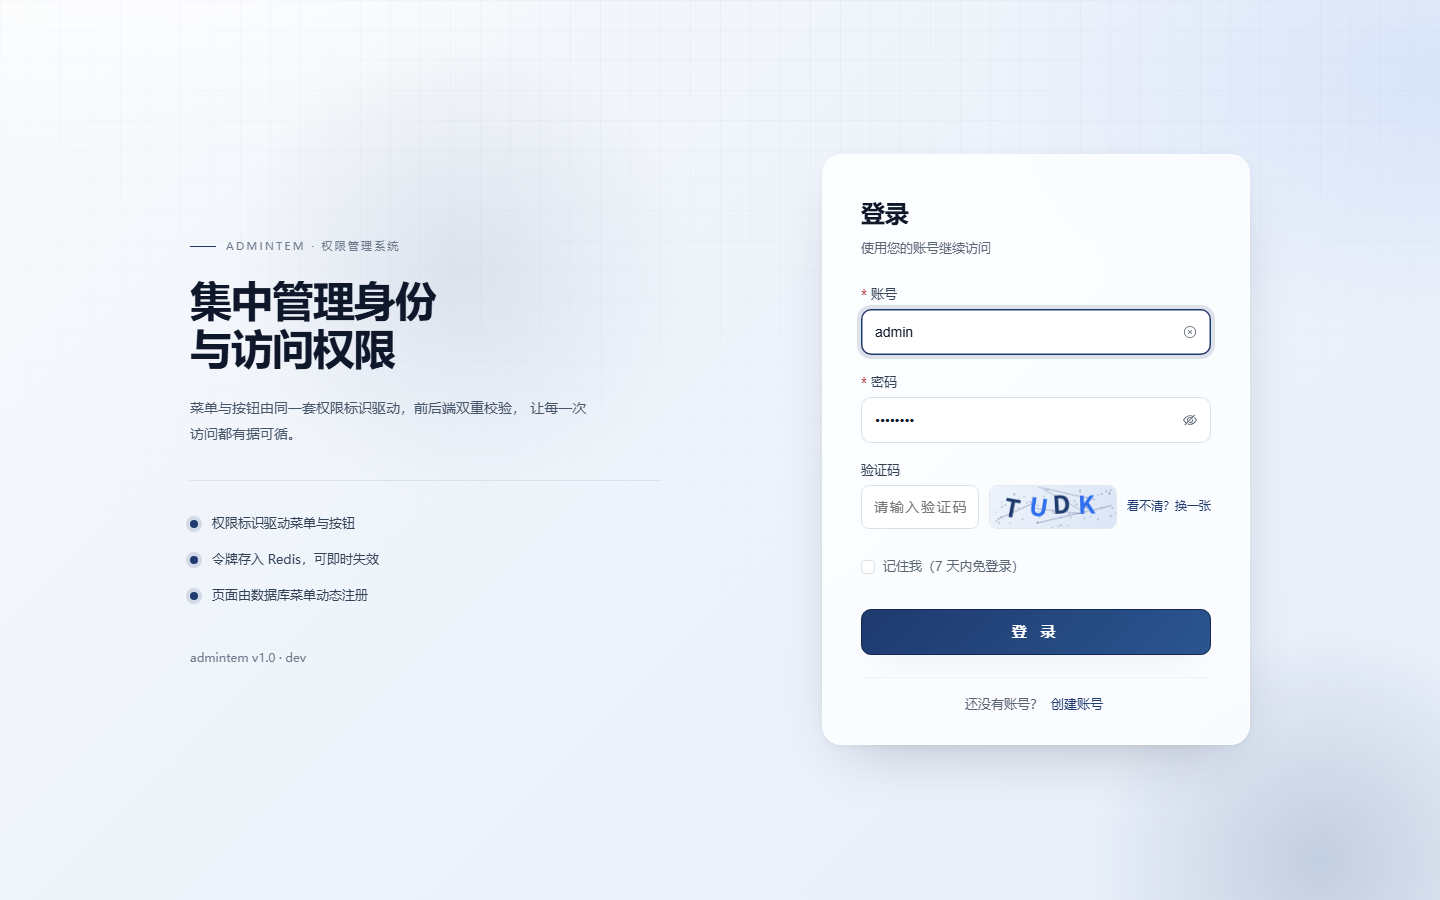 ADMINTEM · 权限管理系统
集中管理身份
与访问权限
菜单与按钮由同一套权限标识驱动，前后端双重校验， 让每一次
访问都有据可循。
权限标识驱动菜单与按钮
令牌存入 Redis，可即时失效
页面由数据库菜单动态注册
admintem v1.0 · dev
登录
使用您的账号继续访问
* 账号
admin
* 密码
••••••••
验证码
请输入验证码 TUDK 看不清？换一张
记住我（7 天内免登录）
登 录
还没有账号？ 创建账号